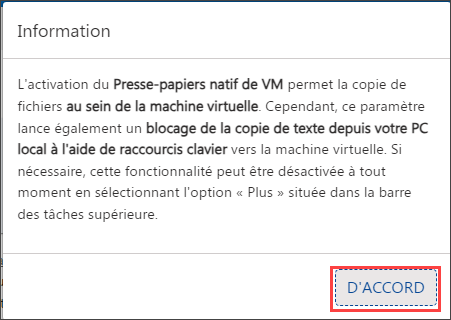 Information
L'activation du Presse-papiers natif de VM permet la copie de
fichiers au sein de la machine virtuelle. Cependant, ce paramètre
lance également un blocage de la copie de texte depuis votre PC
local à l'aide de raccourcis clavier vers la machine virtuelle. Si
nécessaire, cette fonctionnalité peut être désactivée à tout
moment en sélectionnant l'option « Plus » située dans la barre
des tâches supérieure.
D'ACCORD